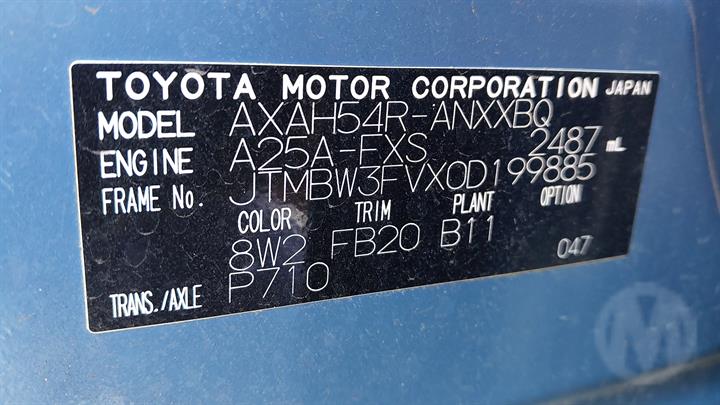 TOYOTA MOTOR CORPORATION JAPAN
MODEL AXAH54R-ANXXBQ
ENGINE A25A-FXS 2487 mL
FRAME No. JTMBW3FVX0D199885
COLOR TRIM PLANT OPTION
8W2 FB20 B11 047
TRANS./AXLE P710
M